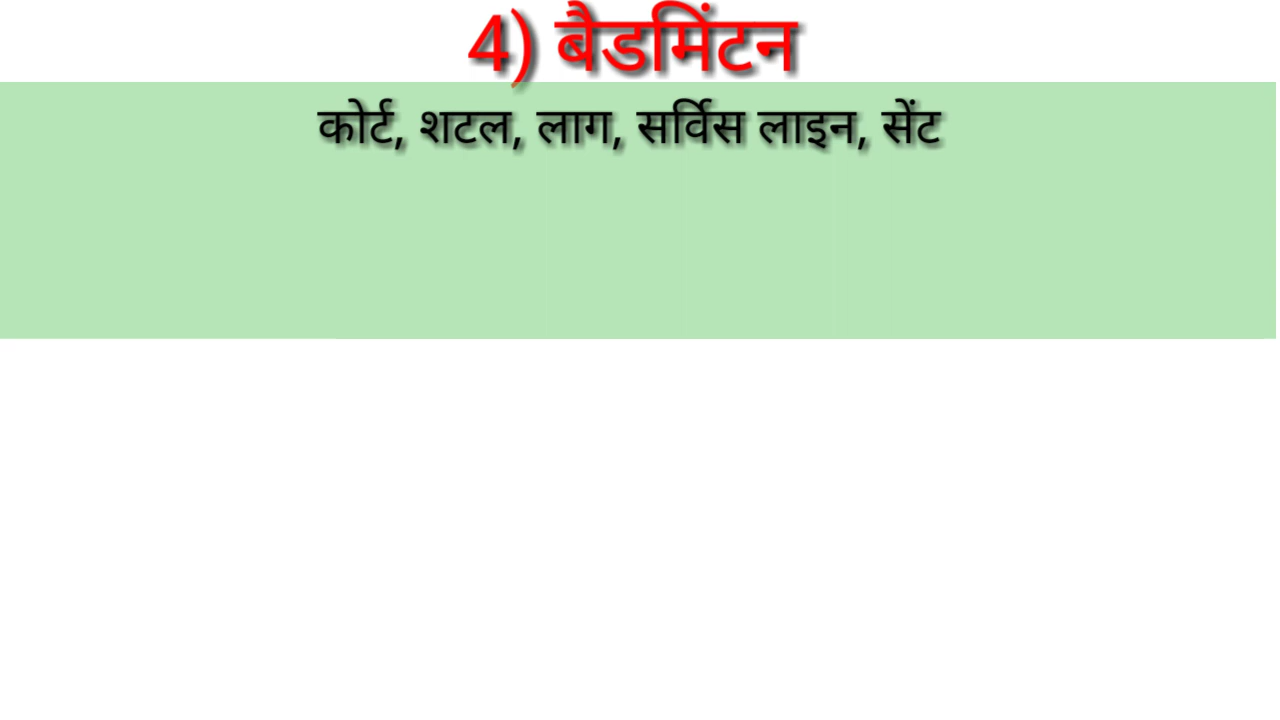 4) बैडमिंटन
कोर्ट, शटल, लाग, सर्विस लाइन, सेंट